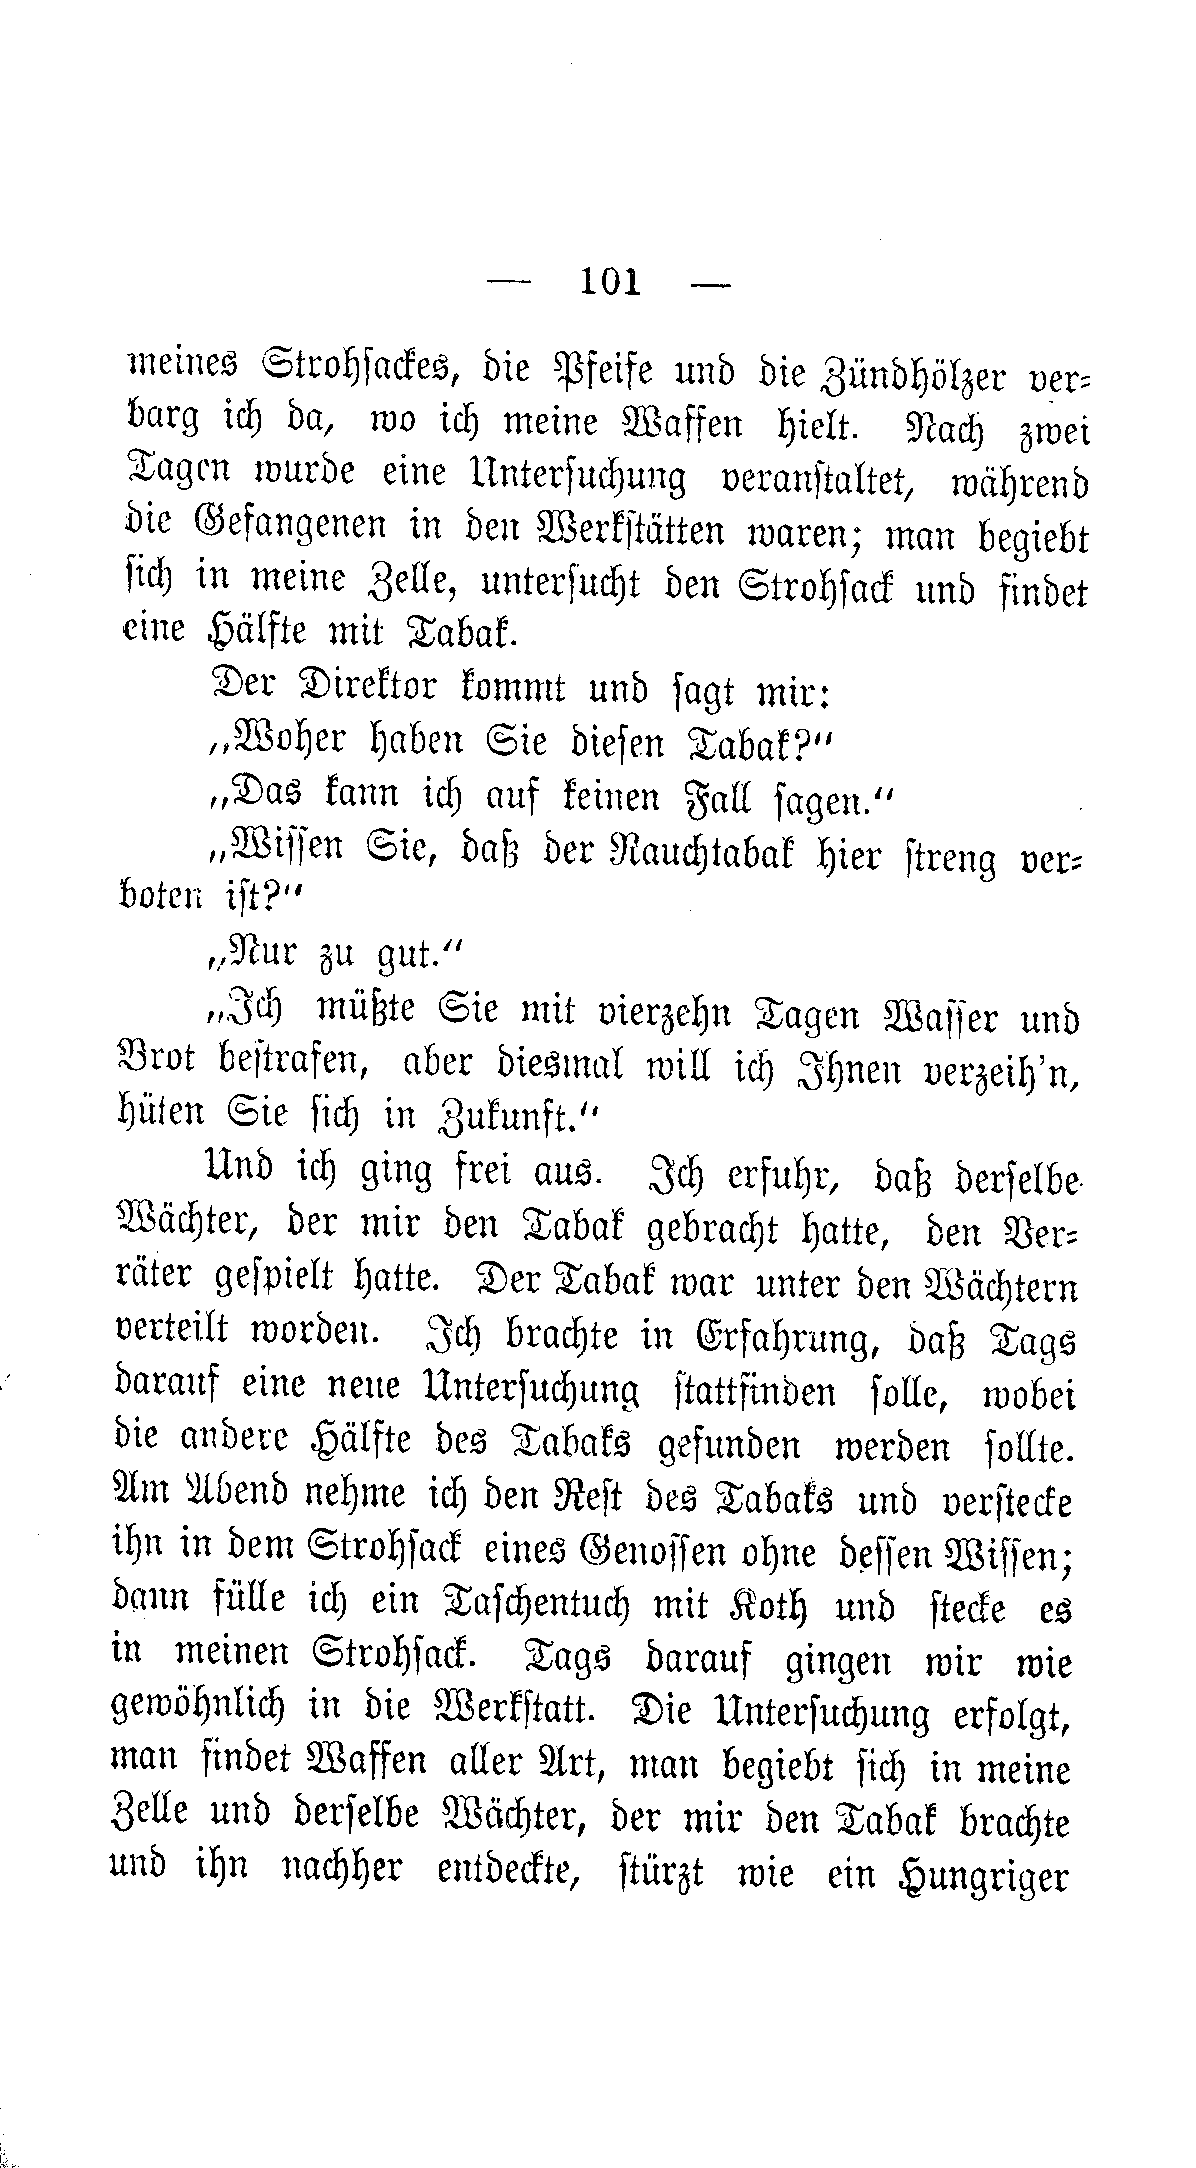 — 101 —
meines Strohsackes, die Pfeife und die Zündhölzer ver=
barg ich da, wo ich meine Waffen hielt. Nach zwei
Tagen wurde eine Untersuchung veranstaltet, während
die Gefangenen in den Werkstätten waren; man begiebt
sich in meine Zelle, untersucht den Strohsack und findet
eine Hälfte mit Tabak.
Der Direktor kommt und sagt mir:
„Woher haben Sie diesen Tabak?“
„Das kann ich auf keinen Fall sagen.“
„Wissen Sie, daß der Rauchtabak hier streng ver=
boten ist?“
„Nur zu gut.“
„Ich müßte Sie mit vierzehn Tagen Wasser und
Brot bestrafen, aber diesmal will ich Ihnen verzeih’n,
hüten Sie sich in Zukunft.“
Und ich ging frei aus. Ich erfuhr, daß derselbe
Wächter, der mir den Tabak gebracht hatte, den Ver=
räter gespielt hatte. Der Tabak war unter den Wächtern
verteilt worden. Ich brachte in Erfahrung, daß Tags
darauf eine neue Untersuchung stattfinden solle, wobei
die andere Hälfte des Tabaks gefunden werden sollte.
Am Abend nehme ich den Rest des Tabaks und verstecke
ihn in dem Strohsack eines Genossen ohne dessen Wissen;
dann fülle ich ein Taschentuch mit Koth und stecke es
in meinen Strohsack. Tags darauf gingen wir wie
gewöhnlich in die Werkstatt. Die Untersuchung erfolgt,
man findet Waffen aller Art, man begiebt sich in meine
Zelle und derselbe Wächter, der mir den Tabak brachte
und ihn nachher entdeckte, stürzt wie ein Hungriger